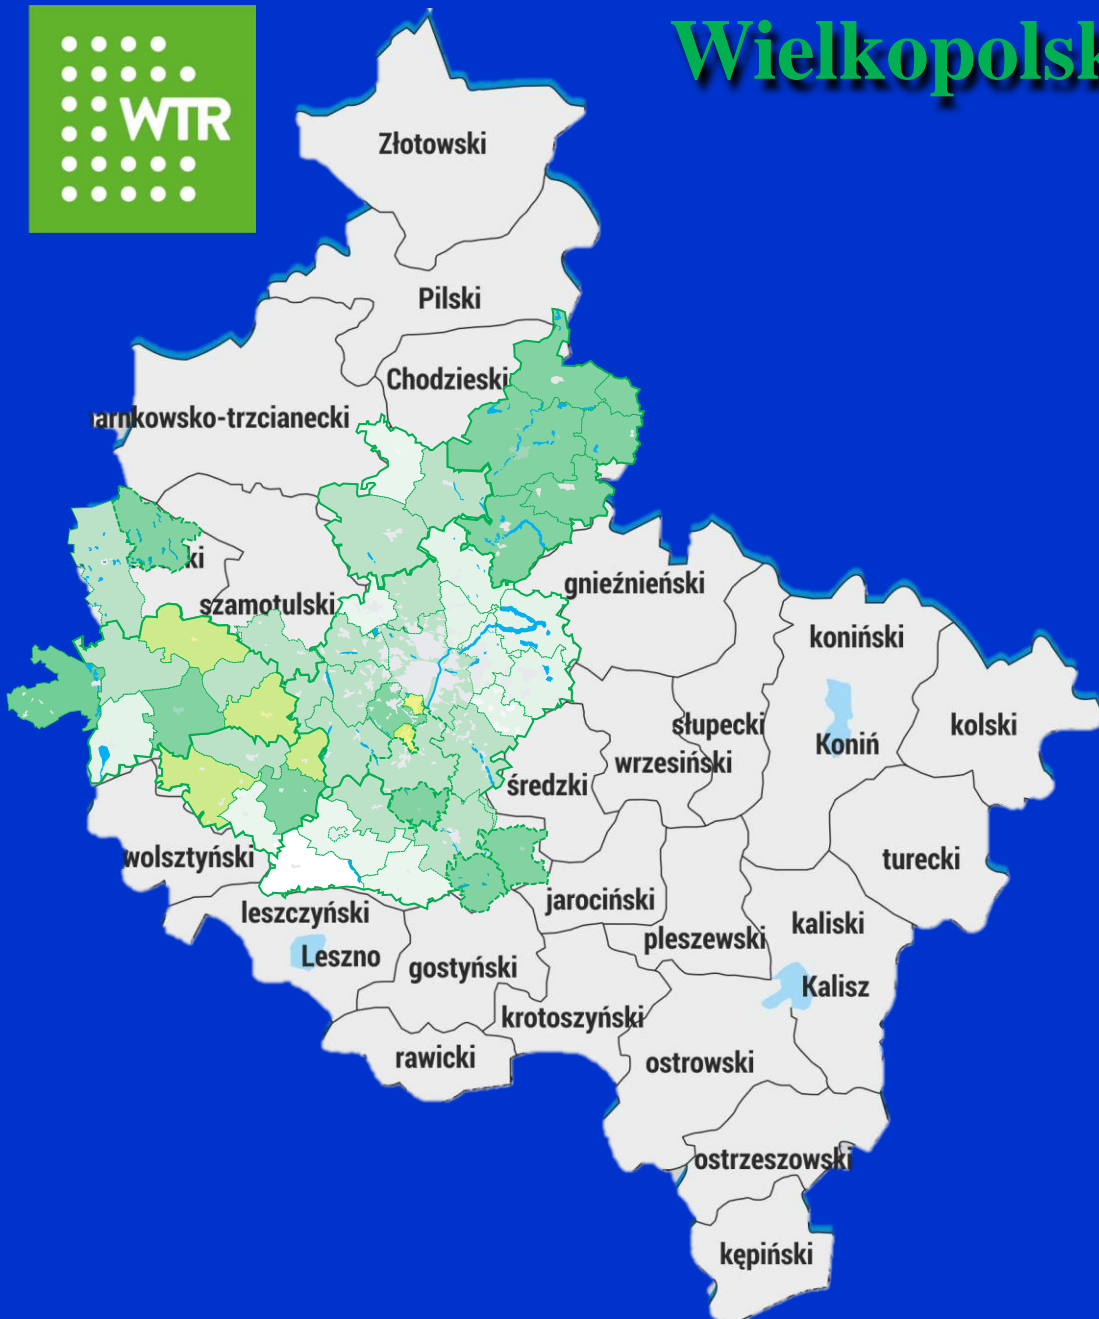 WTR
Wielkopolsk
Złotowski
Pilski
Chodzieski
arnkowsko-trzcianecki
ki
szamotulski
gnieźnieński
koniński
słupecki
Koniń
kolski
wrzesiński
średzki
wolsztyński
turecki
jarociński
leszczyński
kaliski
pleszewski
Leszno
gostyński
Kalisz
krotoszyński
rawicki
ostrowski
ostrzeszowski
kępiński